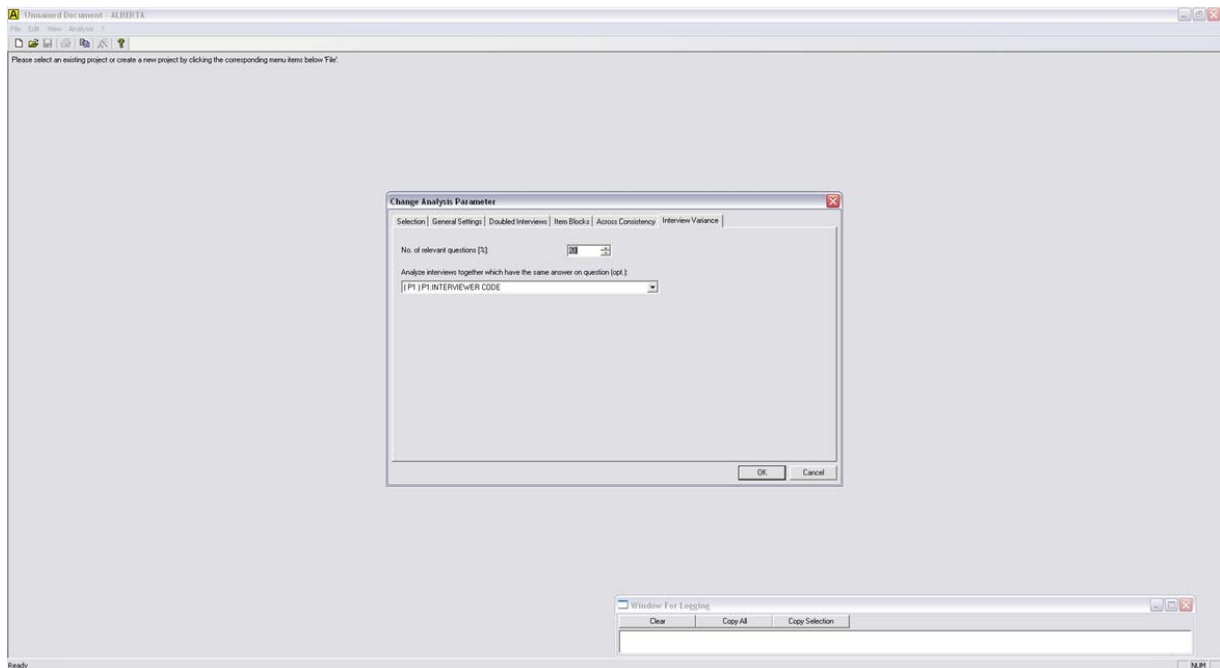 Unnamed Document - ALBERTA
File Edit View Analysis ?
Please select an existing project or create a new project by clicking the corresponding menu items below 'File'.
Change Analysis Parameter
Selection General Settings Doubled Interviews Item Blocks Across Consistency Interview Variance
No. of relevant questions [%]: 20
Analyze interviews together which have the same answer on question (opt.):
( P1 ) P1:INTERVIEWER CODE
OK Cancel
Window For Logging
Clear Copy All Copy Selection
Ready NUM